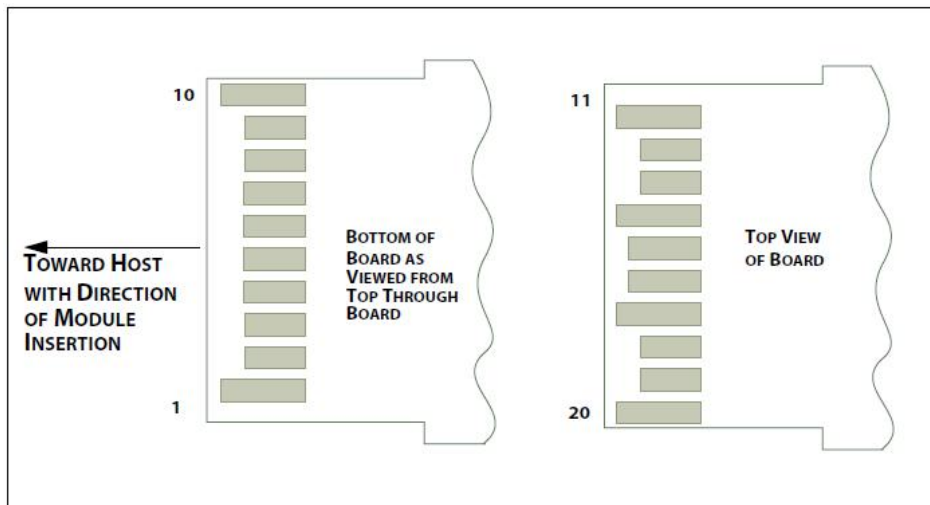 10
TOWARD HOST
WITH DIRECTION
OF MODULE
INSERTION
1
BOTTOM OF
BOARD AS
VIEWED FROM
TOP THROUGH
BOARD
11
TOP VIEW
OF BOARD
20